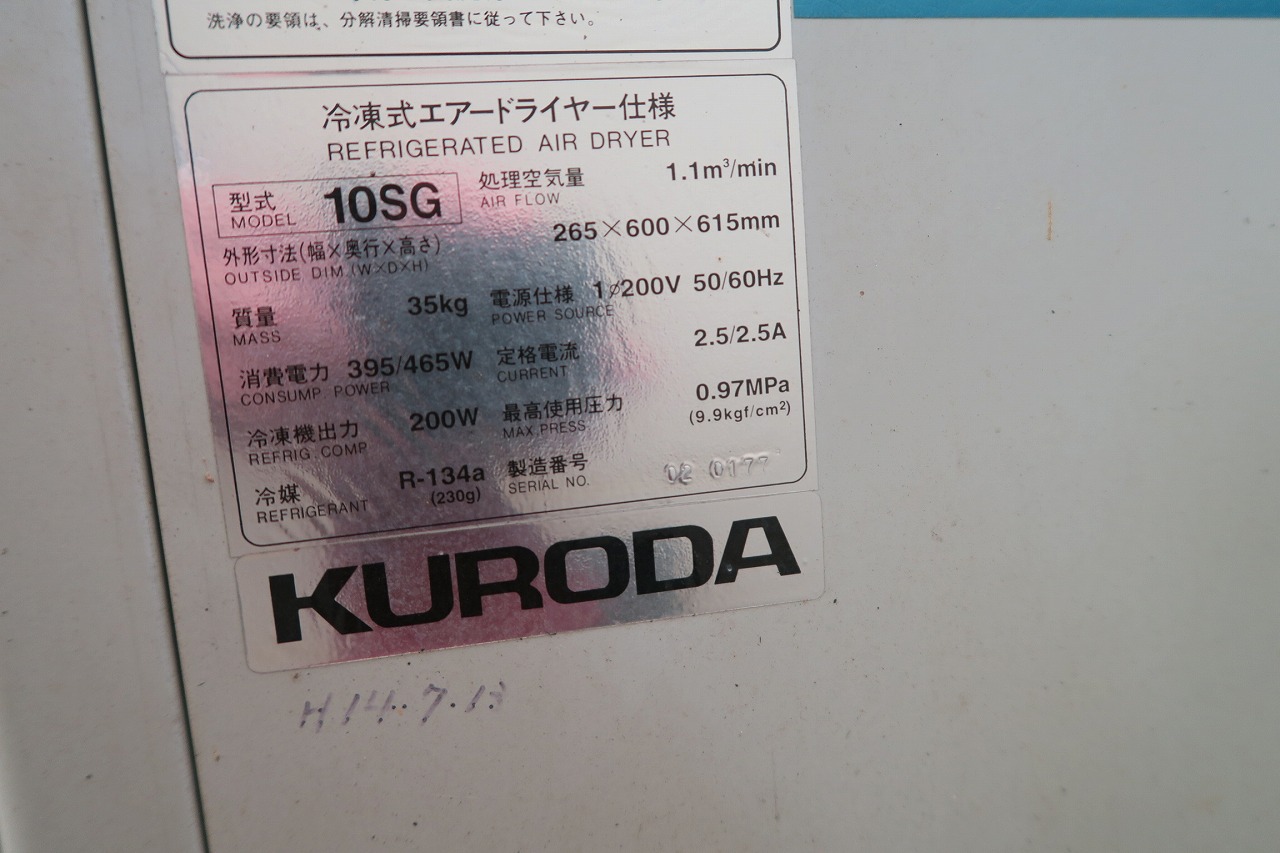 洗浄の要領は、分解清掃要領書に従って下さい。
冷凍式エアードライヤー仕様
REFRIGERATED AIR DRYER
型式 MODEL 10SG
処理空気量 AIR FLOW 1.1m³/min
外形寸法(幅×奥行×高さ) 265×600×615mm
OUTSIDE DIM.(W×D×H)
質量 MASS 35kg
電源仕様 POWER SOURCE 1φ200V 50/60Hz
消費電力 CONSUMP. POWER 395/465W
定格電流 CURRENT 2.5/2.5A
冷凍機出力 REFRIG. COMP 200W
最高使用圧力 MAX.PRESS. 0.97MPa
(9.9kgf/cm²)
冷媒 REFRIGERANT R-134a
(230g)
製造番号 SERIAL NO. 02 0177
KURODA
H.14.7.13